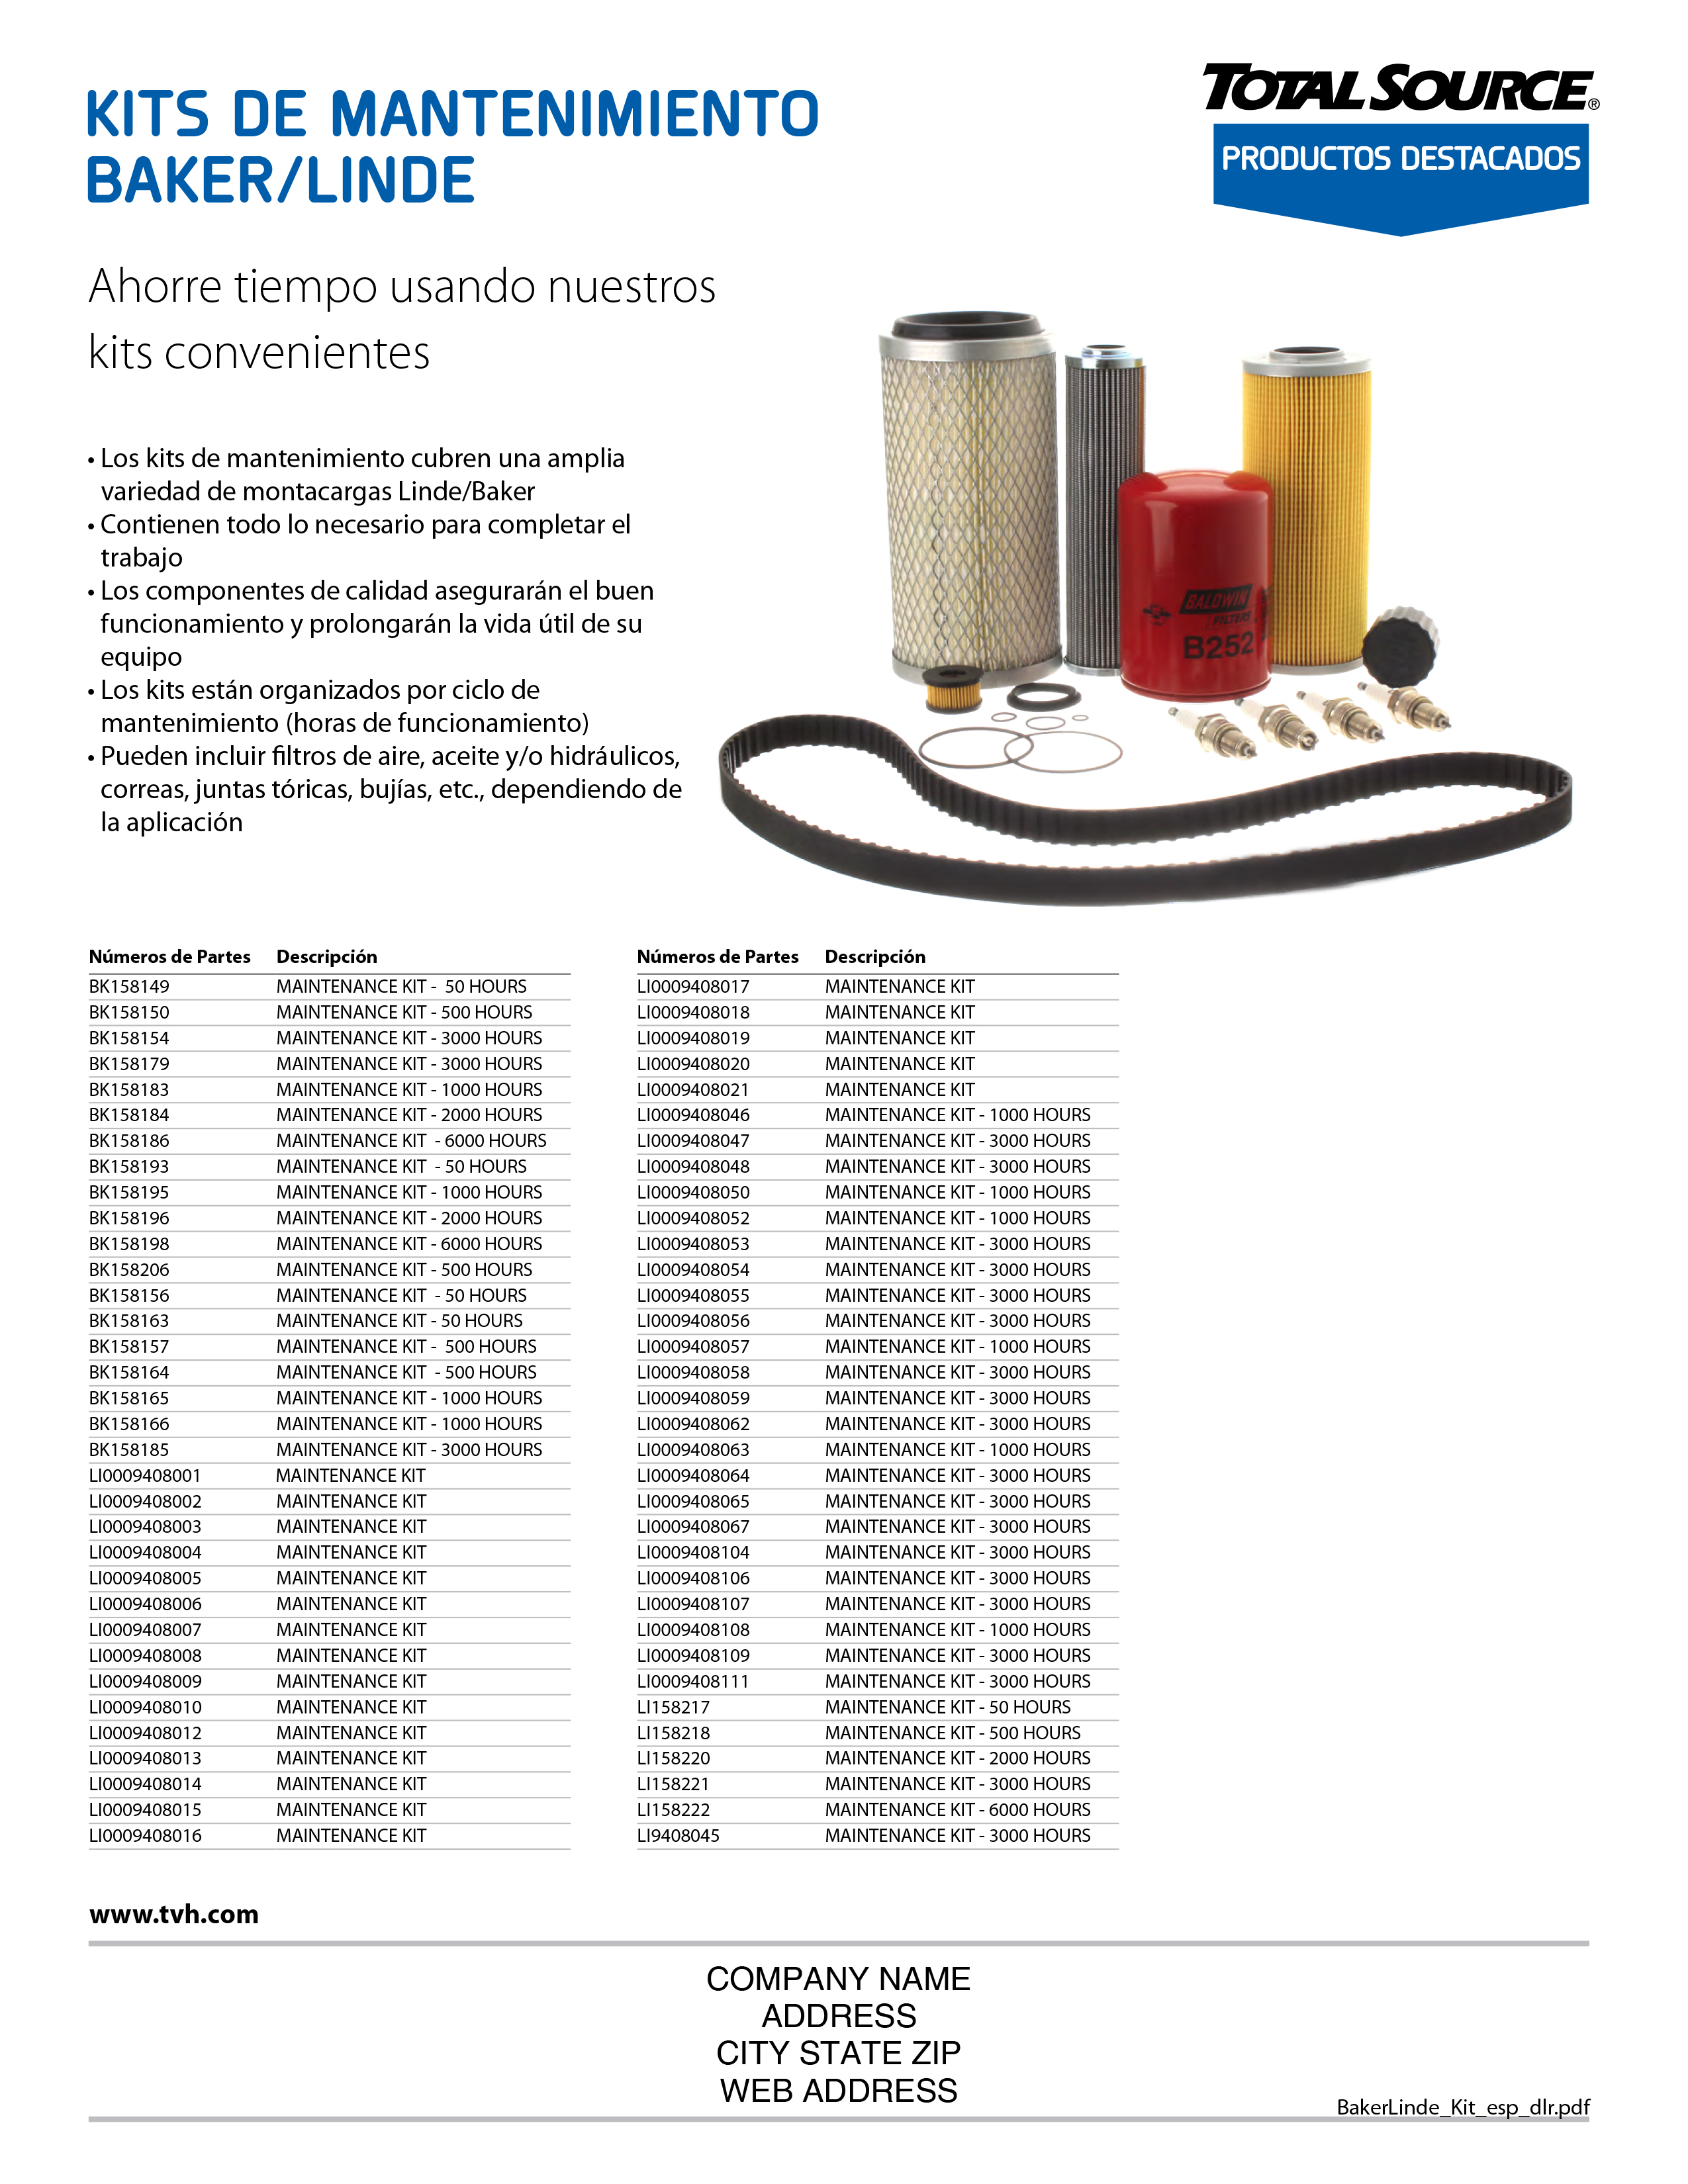 KITS DE MANTENIMIENTO
BAKER/LINDE
TOTALSOURCE®
PRODUCTOS DESTACADOS
Ahorre tiempo usando nuestros
kits convenientes
• Los kits de mantenimiento cubren una amplia
variedad de montacargas Linde/Baker
• Contienen todo lo necesario para completar el
trabajo
• Los componentes de calidad asegurarán el buen
funcionamiento y prolongarán la vida útil de su
equipo
• Los kits están organizados por ciclo de
mantenimiento (horas de funcionamiento)
• Pueden incluir filtros de aire, aceite y/o hidráulicos,
correas, juntas tóricas, bujías, etc., dependiendo de
la aplicación
BALDWIN
FILTERS
B252
Números de Partes Descripción
BK158149 MAINTENANCE KIT -  50 HOURS
BK158150 MAINTENANCE KIT - 500 HOURS
BK158154 MAINTENANCE KIT - 3000 HOURS
BK158179 MAINTENANCE KIT - 3000 HOURS
BK158183 MAINTENANCE KIT - 1000 HOURS
BK158184 MAINTENANCE KIT - 2000 HOURS
BK158186 MAINTENANCE KIT  - 6000 HOURS
BK158193 MAINTENANCE KIT  - 50 HOURS
BK158195 MAINTENANCE KIT - 1000 HOURS
BK158196 MAINTENANCE KIT - 2000 HOURS
BK158198 MAINTENANCE KIT - 6000 HOURS
BK158206 MAINTENANCE KIT - 500 HOURS
BK158156 MAINTENANCE KIT  - 50 HOURS
BK158163 MAINTENANCE KIT - 50 HOURS
BK158157 MAINTENANCE KIT -  500 HOURS
BK158164 MAINTENANCE KIT  - 500 HOURS
BK158165 MAINTENANCE KIT - 1000 HOURS
BK158166 MAINTENANCE KIT - 1000 HOURS
BK158185 MAINTENANCE KIT - 3000 HOURS
LI0009408001 MAINTENANCE KIT
LI0009408002 MAINTENANCE KIT
LI0009408003 MAINTENANCE KIT
LI0009408004 MAINTENANCE KIT
LI0009408005 MAINTENANCE KIT
LI0009408006 MAINTENANCE KIT
LI0009408007 MAINTENANCE KIT
LI0009408008 MAINTENANCE KIT
LI0009408009 MAINTENANCE KIT
LI0009408010 MAINTENANCE KIT
LI0009408012 MAINTENANCE KIT
LI0009408013 MAINTENANCE KIT
LI0009408014 MAINTENANCE KIT
LI0009408015 MAINTENANCE KIT
LI0009408016 MAINTENANCE KIT
Números de Partes Descripción
LI0009408017 MAINTENANCE KIT
LI0009408018 MAINTENANCE KIT
LI0009408019 MAINTENANCE KIT
LI0009408020 MAINTENANCE KIT
LI0009408021 MAINTENANCE KIT
LI0009408046 MAINTENANCE KIT - 1000 HOURS
LI0009408047 MAINTENANCE KIT - 3000 HOURS
LI0009408048 MAINTENANCE KIT - 3000 HOURS
LI0009408050 MAINTENANCE KIT - 1000 HOURS
LI0009408052 MAINTENANCE KIT - 1000 HOURS
LI0009408053 MAINTENANCE KIT - 3000 HOURS
LI0009408054 MAINTENANCE KIT - 3000 HOURS
LI0009408055 MAINTENANCE KIT - 3000 HOURS
LI0009408056 MAINTENANCE KIT - 3000 HOURS
LI0009408057 MAINTENANCE KIT - 1000 HOURS
LI0009408058 MAINTENANCE KIT - 3000 HOURS
LI0009408059 MAINTENANCE KIT - 3000 HOURS
LI0009408062 MAINTENANCE KIT - 3000 HOURS
LI0009408063 MAINTENANCE KIT - 1000 HOURS
LI0009408064 MAINTENANCE KIT - 3000 HOURS
LI0009408065 MAINTENANCE KIT - 3000 HOURS
LI0009408067 MAINTENANCE KIT - 3000 HOURS
LI0009408104 MAINTENANCE KIT - 3000 HOURS
LI0009408106 MAINTENANCE KIT - 3000 HOURS
LI0009408107 MAINTENANCE KIT - 3000 HOURS
LI0009408108 MAINTENANCE KIT - 1000 HOURS
LI0009408109 MAINTENANCE KIT - 3000 HOURS
LI0009408111 MAINTENANCE KIT - 3000 HOURS
LI158217 MAINTENANCE KIT - 50 HOURS
LI158218 MAINTENANCE KIT - 500 HOURS
LI158220 MAINTENANCE KIT - 2000 HOURS
LI158221 MAINTENANCE KIT - 3000 HOURS
LI158222 MAINTENANCE KIT - 6000 HOURS
LI9408045 MAINTENANCE KIT - 3000 HOURS
www.tvh.com
COMPANY NAME
ADDRESS
CITY STATE ZIP
WEB ADDRESS
BakerLinde_Kit_esp_dlr.pdf